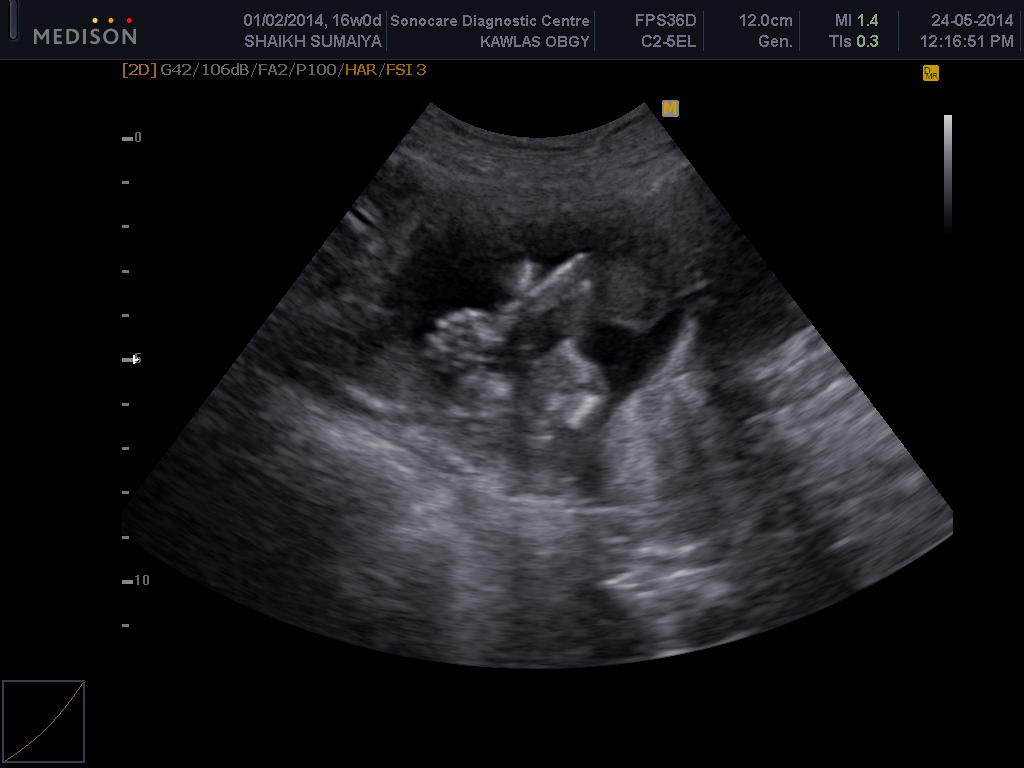 MEDISON
01/02/2014, 16w0d Sonocare Diagnostic Centre FPS36D 12.0cm MI 1.4 24-05-2014
SHAIKH SUMAIYA KAWLAS OBGY C2-5EL Gen. TIs 0.3 12:16:51 PM
[2D] G42/106dB/FA2/P100/HAR/FSI 3
M
0
5
10